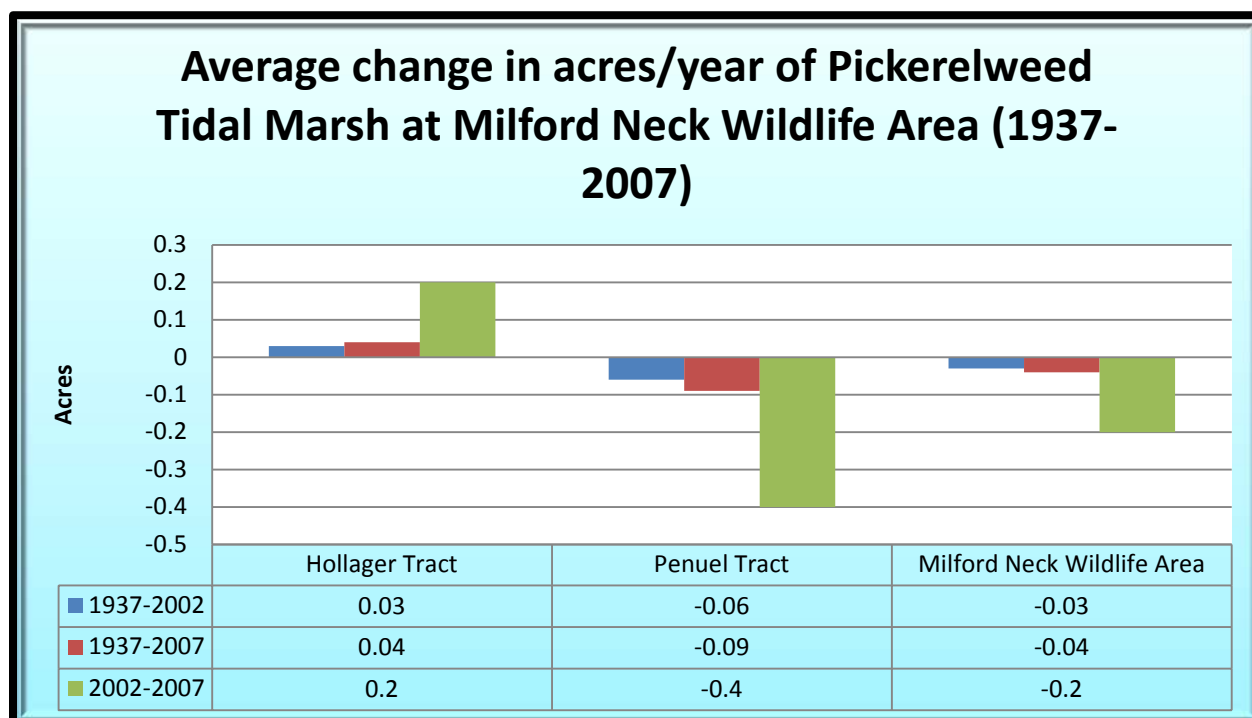 Average change in acres/year of Pickerelweed
Tidal Marsh at Milford Neck Wildlife Area (1937-
2007)
0.3
0.2
0.1
0
-0.1
-0.2
-0.3
-0.4
-0.5
Acres
Hollager Tract Penuel Tract Milford Neck Wildlife Area
1937-2002 0.03 -0.06 -0.03
1937-2007 0.04 -0.09 -0.04
2002-2007 0.2 -0.4 -0.2